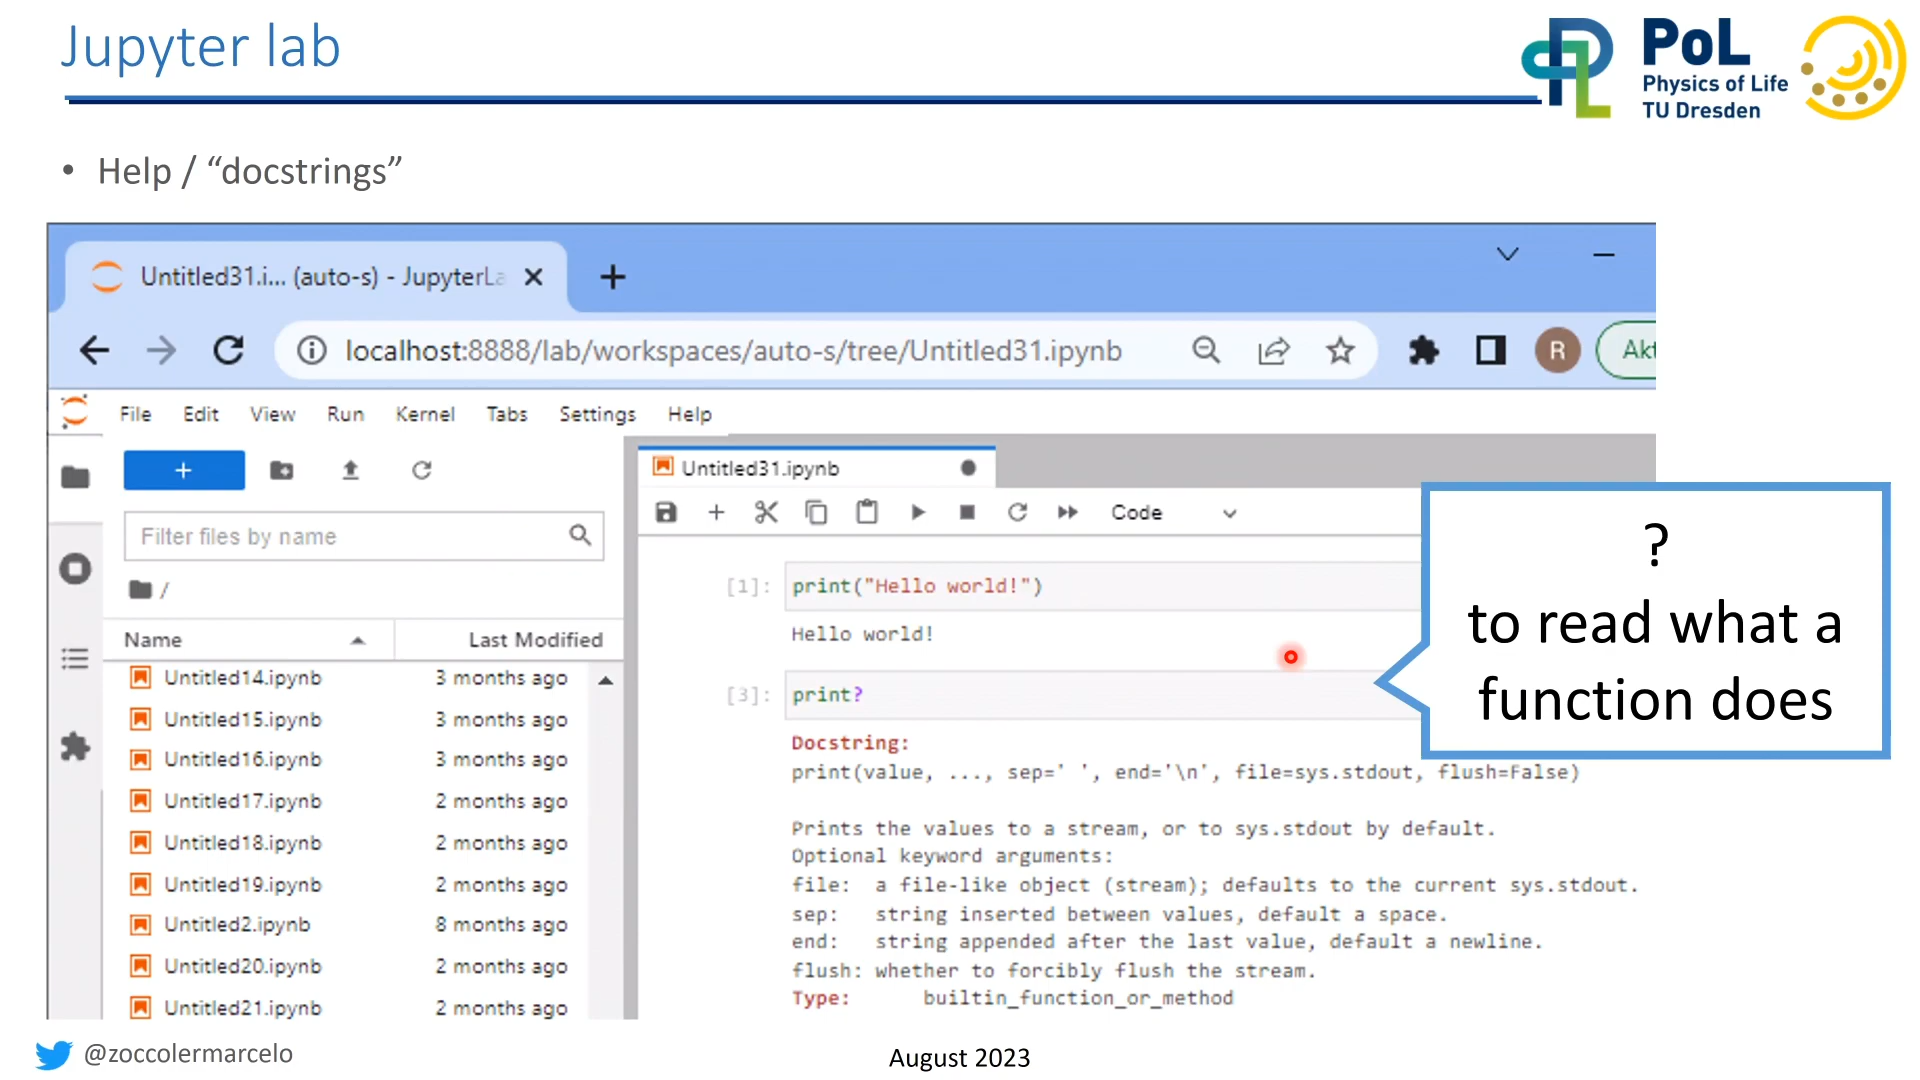 Jupyter lab
PoL
Physics of Life
TU Dresden
• Help / “docstrings”
Untitled31.i... (auto-s) - JupyterLa
localhost:8888/lab/workspaces/auto-s/tree/Untitled31.ipynb
R
Akt
File Edit View Run Kernel Tabs Settings Help
+
Untitled31.ipynb
Code
Filter files by name
/
Name Last Modified
Untitled14.ipynb 3 months ago
Untitled15.ipynb 3 months ago
Untitled16.ipynb 3 months ago
Untitled17.ipynb 2 months ago
Untitled18.ipynb 2 months ago
Untitled19.ipynb 2 months ago
Untitled2.ipynb 8 months ago
Untitled20.ipynb 2 months ago
Untitled21.ipynb 2 months ago
[1]: print("Hello world!")
Hello world!
[3]: print?
Docstring:
print(value, ..., sep=' ', end='\n', file=sys.stdout, flush=False)
Prints the values to a stream, or to sys.stdout by default.
Optional keyword arguments:
file: a file-like object (stream); defaults to the current sys.stdout.
sep: string inserted between values, default a space.
end: string appended after the last value, default a newline.
flush: whether to forcibly flush the stream.
Type: builtin_function_or_method
?
to read what a
function does
@zoccolermarcelo
August 2023